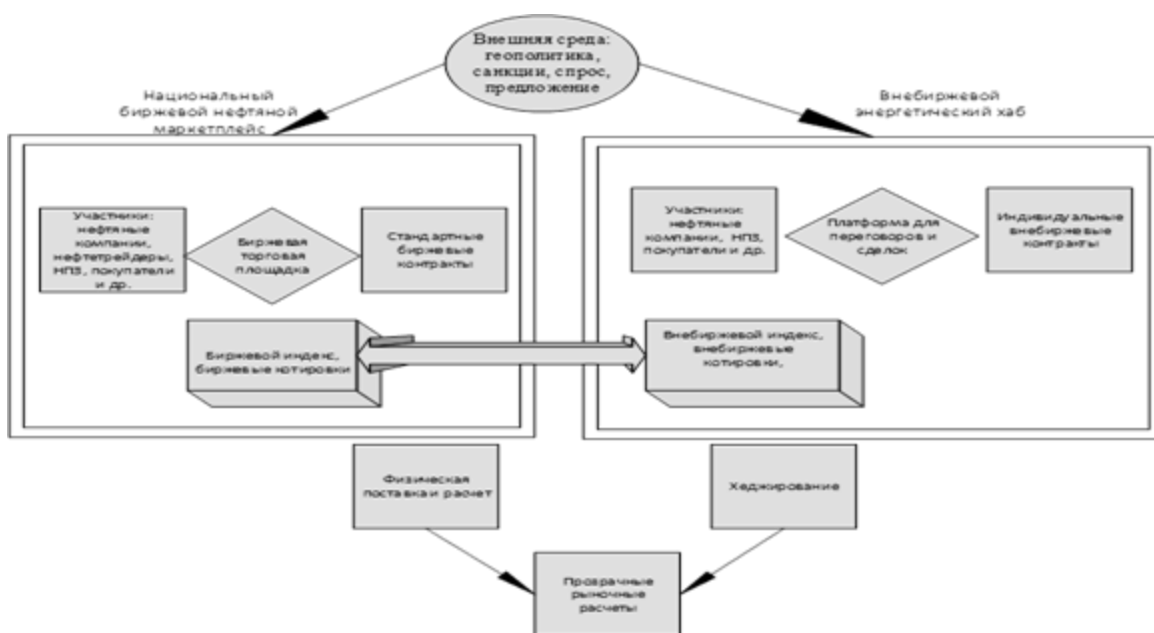 Внешняя среда:
геополитика,
санкции, спрос,
предложение
Национальный
биржевой нефтяной
маркетплейс
Внебиржевой
энергетический хаб
Участники:
нефтяные
компании,
нефтетрейдеры,
НПЗ, покупатели
и др.
Биржевая
торговая
площадка
Стандартные
биржевые
контракты
Биржевой индекс,
биржевые котировки
Участники:
нефтяные
компании, НПЗ,
покупатели и др.
Платформа для
переговоров и
сделок
Индивидуальные
внебиржевые
контракты
Внебиржевой индекс,
внебиржевые
котировки,
Физическая
поставка и расчет
Хеджирование
Прозрачные
рыночные
расчеты